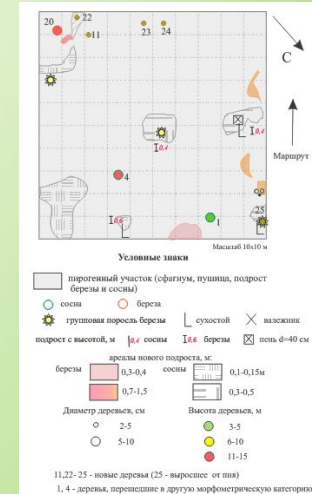 20
22
11
23 24
С
0,4
0,4
Маршрут
4
25
0,6
1
Масштаб 10х10 м
Условные знаки
пирогенный участок (сфагнум, пушица, подрост
березы и сосны)
сосна береза
групповая поросль березы сухостой валежник
подрост с высотой, м 0,4 сосны 0,6 березы пень d=40 см
ареалы нового подроста, м:
березы 0,3-0,4 сосны 0,1-0,15м
0,7-1,5 0,3-0,5
Диаметр деревьев, см Высота деревьев, м
2-5 3-5
5-10 6-10
11-15
11,22- 25 - новые деревья (25 - выросшее от пня)
1, 4 - деревья, перешедшие в другую морфометрическую категорию